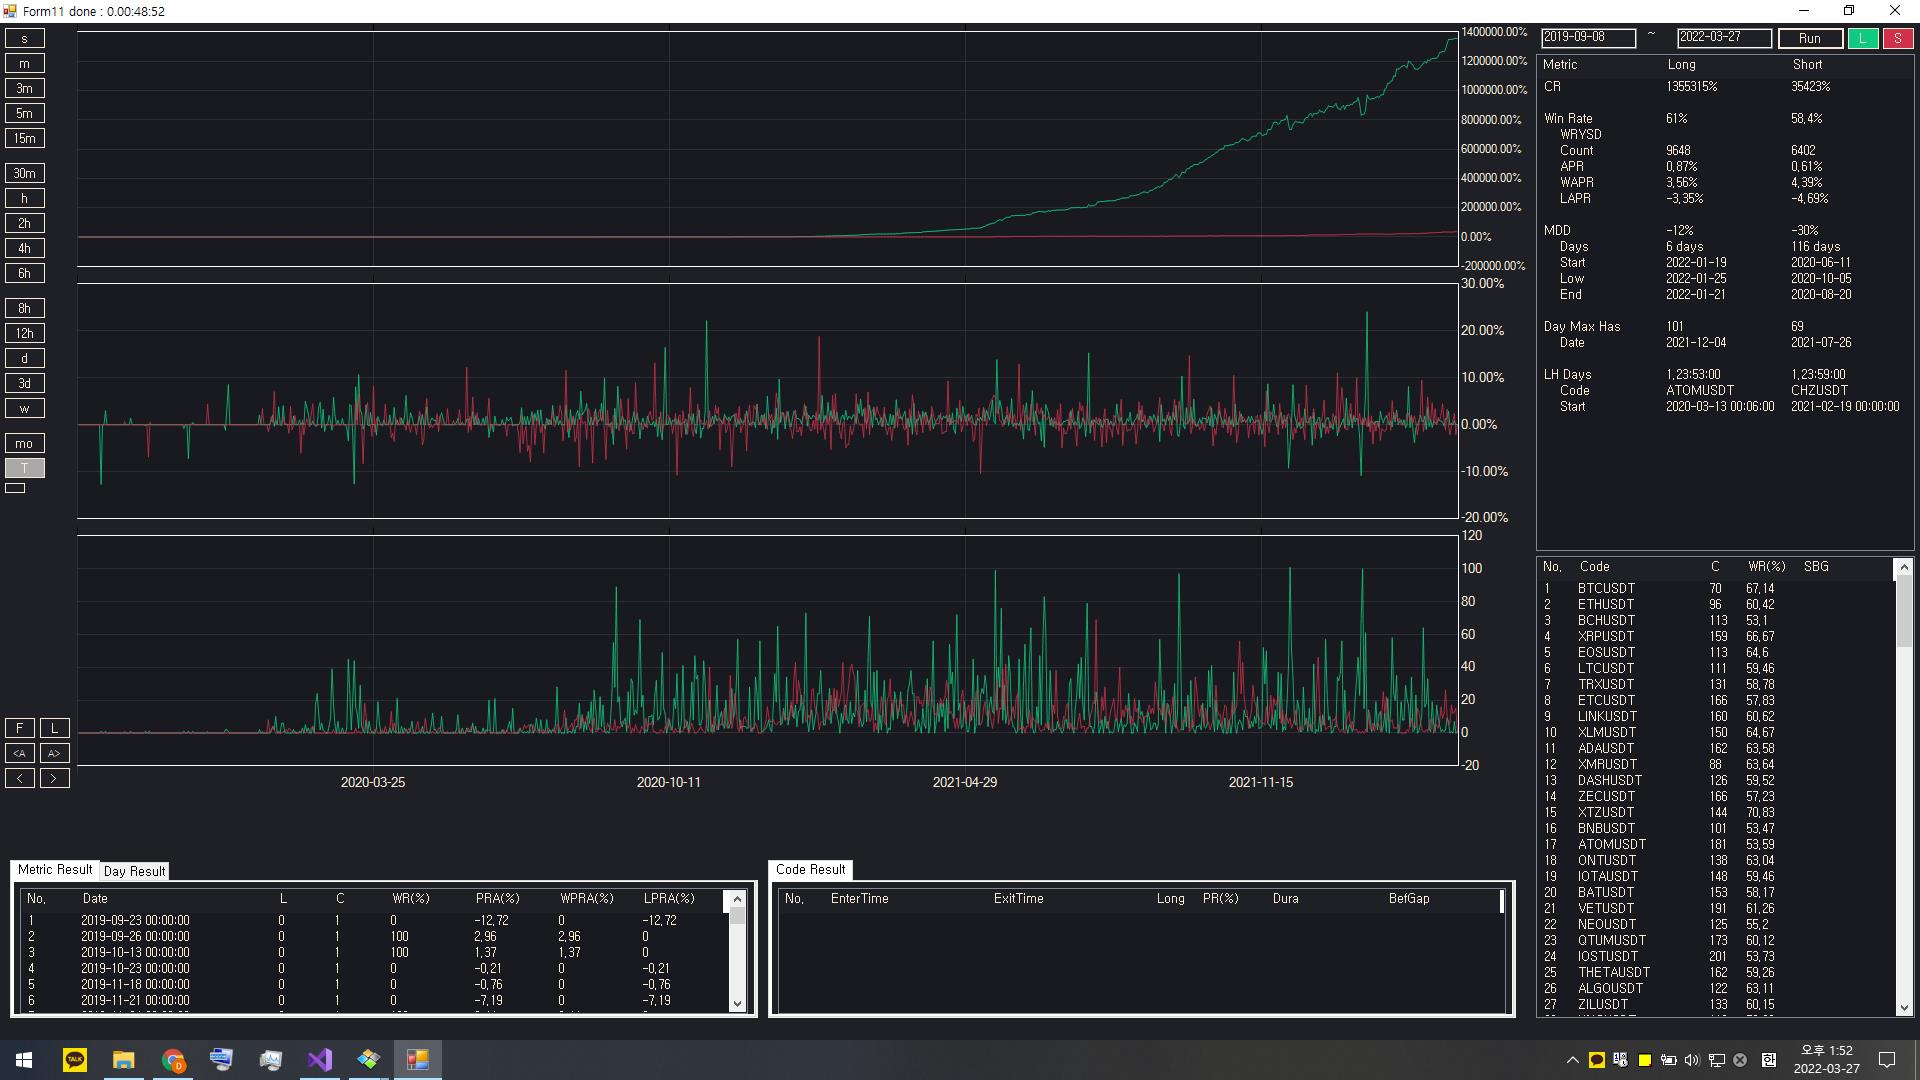 Form11 done : 0.00:48:52
s
m
3m
5m
15m
30m
h
2h
4h
6h
8h
12h
d
3d
w
mo
T
F L
<A A>
< >
1400000.00%
1200000.00%
1000000.00%
800000.00%
600000.00%
400000.00%
200000.00%
0.00%
-200000.00%
30.00%
20.00%
10.00%
0.00%
-10.00%
-20.00%
120
100
80
60
40
20
0
-20
2020-03-25 2020-10-11 2021-04-29 2021-11-15
2019-09-08 ~ 2022-03-27 Run L S
Metric Long Short
CR 1355315% 35423%
Win Rate 61% 58,4%
WRYSD
Count 9648 6402
APR 0,87% 0,61%
WAPR 3,56% 4,39%
LAPR -3,35% -4,69%
MDD -12% -30%
Days 6 days 116 days
Start 2022-01-19 2020-06-11
Low 2022-01-25 2020-10-05
End 2022-01-21 2020-08-20
Day Max Has 101 69
Date 2021-12-04 2021-07-26
LH Days 1,23:53:00 1,23:59:00
Code ATOMUSDT CHZUSDT
Start 2020-03-13 00:06:00 2021-02-19 00:00:00
No, Code C WR(%) SBG
1 BTCUSDT 70 67,14
2 ETHUSDT 96 60,42
3 BCHUSDT 113 53,1
4 XRPUSDT 159 66,67
5 EOSUSDT 113 64,6
6 LTCUSDT 111 59,46
7 TRXUSDT 131 58,78
8 ETCUSDT 166 57,83
9 LINKUSDT 160 60,62
10 XLMUSDT 150 64,67
11 ADAUSDT 162 63,58
12 XMRUSDT 88 63,64
13 DASHUSDT 126 59,52
14 ZECUSDT 166 57,23
15 XTZUSDT 144 70,83
16 BNBUSDT 101 53,47
17 ATOMUSDT 181 53,59
18 ONTUSDT 138 63,04
19 IOTAUSDT 148 59,46
20 BATUSDT 153 58,17
21 VETUSDT 191 61,26
22 NEOUSDT 125 55,2
23 QTUMUSDT 173 60,12
24 IOSTUSDT 201 53,73
25 THETAUSDT 162 59,26
26 ALGOUSDT 122 63,11
27 ZILUSDT 133 60,15
Metric Result Day Result
No, Date L C WR(%) PRA(%) WPRA(%) LPRA(%)
1 2019-09-23 00:00:00 0 1 0 -12,72 0 -12,72
2 2019-09-26 00:00:00 0 1 100 2,96 2,96 0
3 2019-10-13 00:00:00 0 1 100 1,37 1,37 0
4 2019-10-23 00:00:00 0 1 0 -0,21 0 -0,21
5 2019-11-18 00:00:00 0 1 0 -0,76 0 -0,76
6 2019-11-21 00:00:00 0 1 0 -7,19 0 -7,19
Code Result
No, EnterTime ExitTime Long PR(%) Dura BefGap
TALK
D
한
오후 1:52
2022-03-27